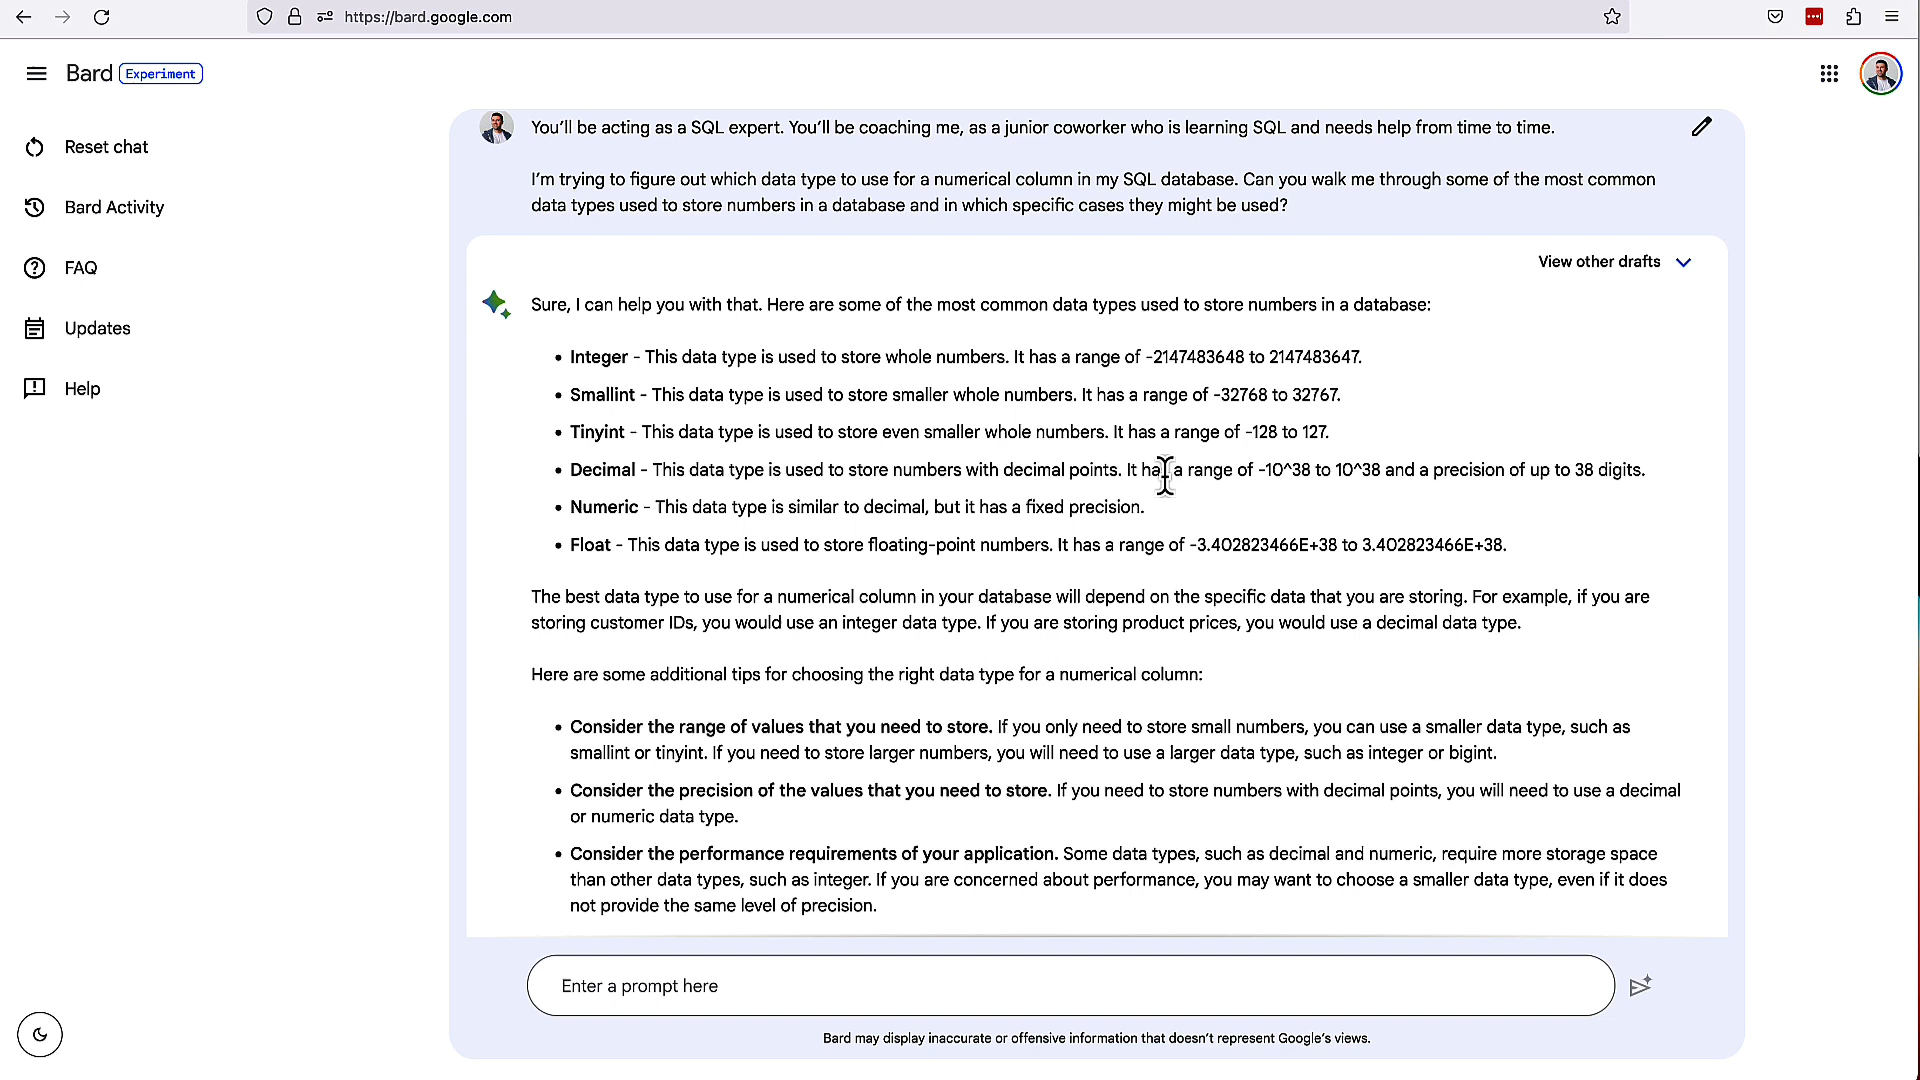 https://bard.google.com
Bard Experiment
Reset chat
Bard Activity
FAQ
Updates
Help
You’ll be acting as a SQL expert. You’ll be coaching me, as a junior coworker who is learning SQL and needs help from time to time.
I’m trying to figure out which data type to use for a numerical column in my SQL database. Can you walk me through some of the most common
data types used to store numbers in a database and in which specific cases they might be used?
View other drafts
Sure, I can help you with that. Here are some of the most common data types used to store numbers in a database:
• Integer - This data type is used to store whole numbers. It has a range of -2147483648 to 2147483647.
• Smallint - This data type is used to store smaller whole numbers. It has a range of -32768 to 32767.
• Tinyint - This data type is used to store even smaller whole numbers. It has a range of -128 to 127.
• Decimal - This data type is used to store numbers with decimal points. It has a range of -10^38 to 10^38 and a precision of up to 38 digits.
• Numeric - This data type is similar to decimal, but it has a fixed precision.
• Float - This data type is used to store floating-point numbers. It has a range of -3.402823466E+38 to 3.402823466E+38.
The best data type to use for a numerical column in your database will depend on the specific data that you are storing. For example, if you are
storing customer IDs, you would use an integer data type. If you are storing product prices, you would use a decimal data type.
Here are some additional tips for choosing the right data type for a numerical column:
• Consider the range of values that you need to store. If you only need to store small numbers, you can use a smaller data type, such as
smallint or tinyint. If you need to store larger numbers, you will need to use a larger data type, such as integer or bigint.
• Consider the precision of the values that you need to store. If you need to store numbers with decimal points, you will need to use a decimal
or numeric data type.
• Consider the performance requirements of your application. Some data types, such as decimal and numeric, require more storage space
than other data types, such as integer. If you are concerned about performance, you may want to choose a smaller data type, even if it does
not provide the same level of precision.
Enter a prompt here
Bard may display inaccurate or offensive information that doesn’t represent Google’s views.